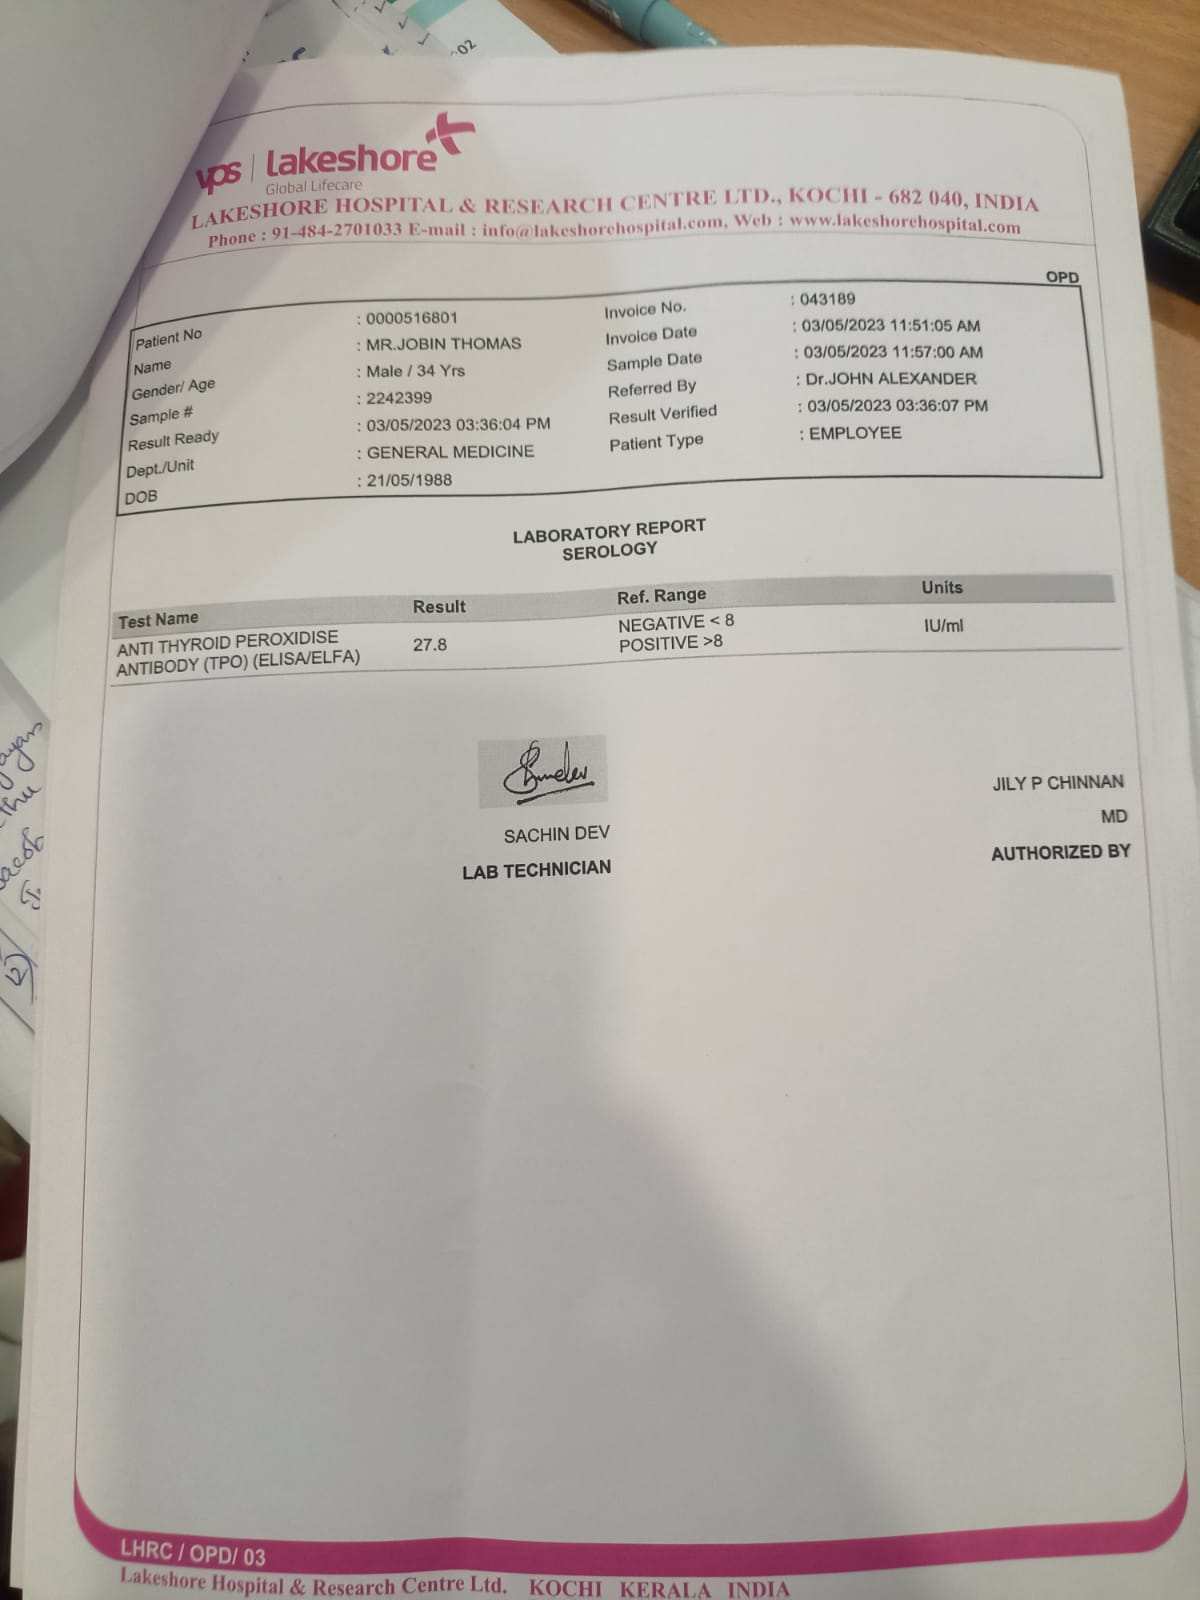 02
vps | lakeshore
Global Lifecare
LAKESHORE HOSPITAL & RESEARCH CENTRE LTD., KOCHI - 682 040, INDIA
Phone : 91-484-2701033 E-mail : info@lakeshorehospital.com, Web : www.lakeshorehospital.com
OPD
Patient No : 0000516801 Invoice No. : 043189
Name : MR.JOBIN THOMAS Invoice Date : 03/05/2023 11:51:05 AM
Gender/ Age : Male / 34 Yrs Sample Date : 03/05/2023 11:57:00 AM
Sample # : 2242399 Referred By : Dr.JOHN ALEXANDER
Result Ready : 03/05/2023 03:36:04 PM Result Verified : 03/05/2023 03:36:07 PM
Dept./Unit : GENERAL MEDICINE Patient Type : EMPLOYEE
DOB : 21/05/1988
LABORATORY REPORT
SEROLOGY
Test Name Result Ref. Range Units
ANTI THYROID PEROXIDISE 27.8 NEGATIVE < 8 IU/ml
ANTIBODY (TPO) (ELISA/ELFA) POSITIVE >8
SACHIN DEV
LAB TECHNICIAN
JILY P CHINNAN
MD
AUTHORIZED BY
12
LHRC / OPD/ 03
Lakeshore Hospital & Research Centre Ltd. KOCHI KERALA INDIA